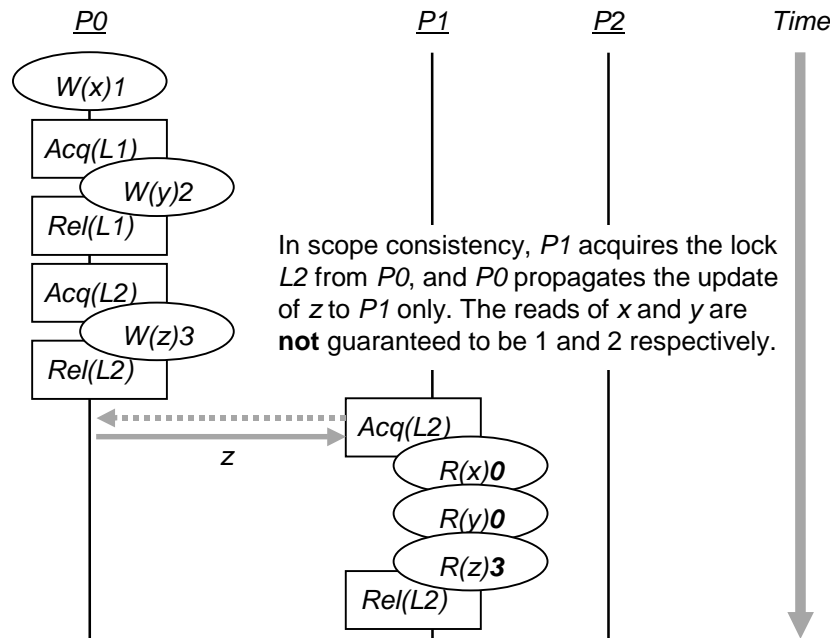 P0 P1 P2 Time
W(x)1
Acq(L1)
W(y)2
Rel(L1)
Acq(L2)
W(z)3
Rel(L2)
In scope consistency, P1 acquires the lock
L2 from P0, and P0 propagates the update
of z to P1 only. The reads of x and y are
not guaranteed to be 1 and 2 respectively.
Acq(L2)
z
R(x)0
R(y)0
R(z)3
Rel(L2)